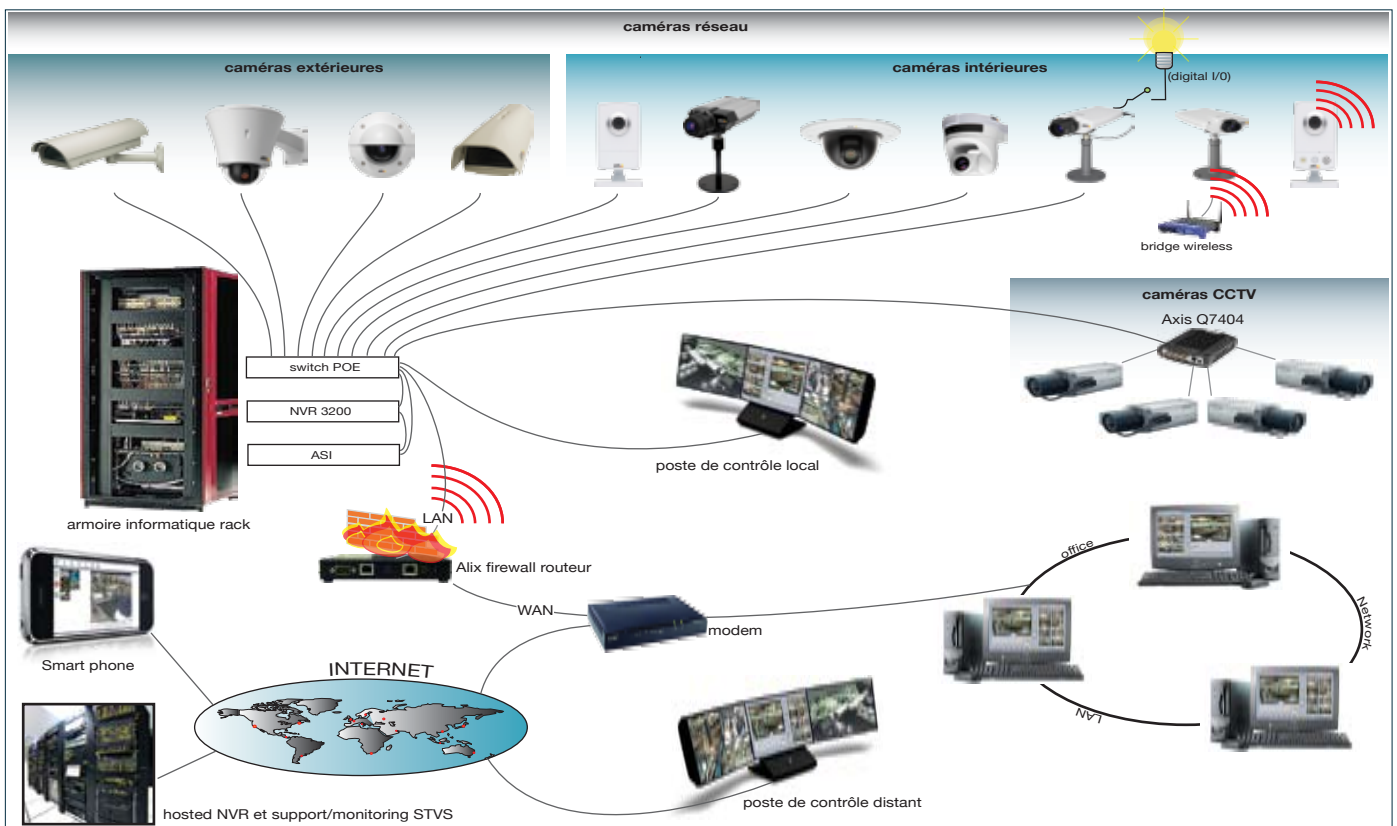 caméras réseau
caméras extérieures
caméras intérieures
(digital I/0)
bridge wireless
caméras CCTV
Axis Q7404
switch POE
NVR 3200
ASI
poste de contrôle local
armoire informatique rack
LAN
Alix firewall routeur
office
WAN
modem
Network
Smart phone
INTERNET
LAN
poste de contrôle distant
hosted NVR et support/monitoring STVS